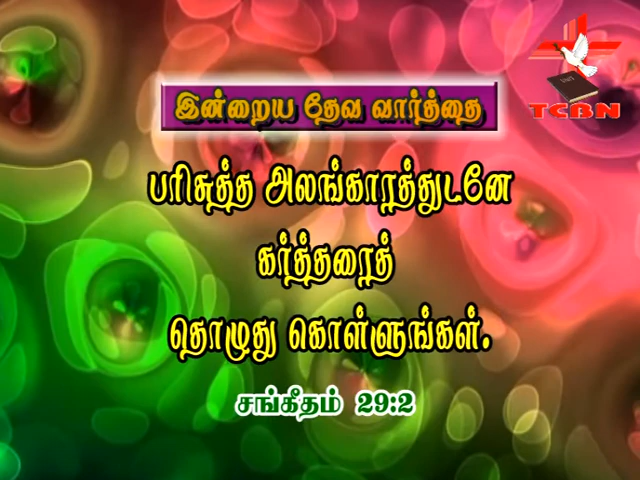 TCBN
இன்றைய தேவ வார்த்தை
பரிசுத்த அலங்காரத்துடனே
கர்த்தரைத்
தொழுது கொள்ளுங்கள்.
சங்கீதம் 29:2